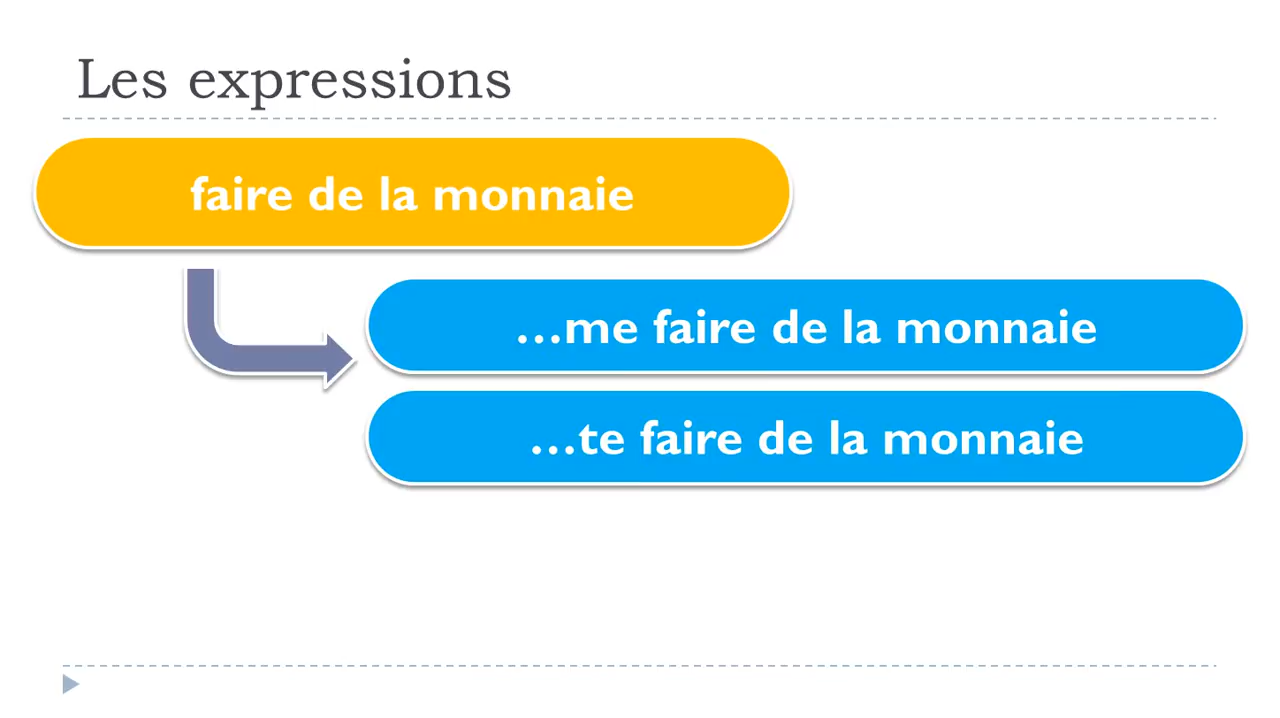 Les expressions
faire de la monnaie
…me faire de la monnaie
…te faire de la monnaie